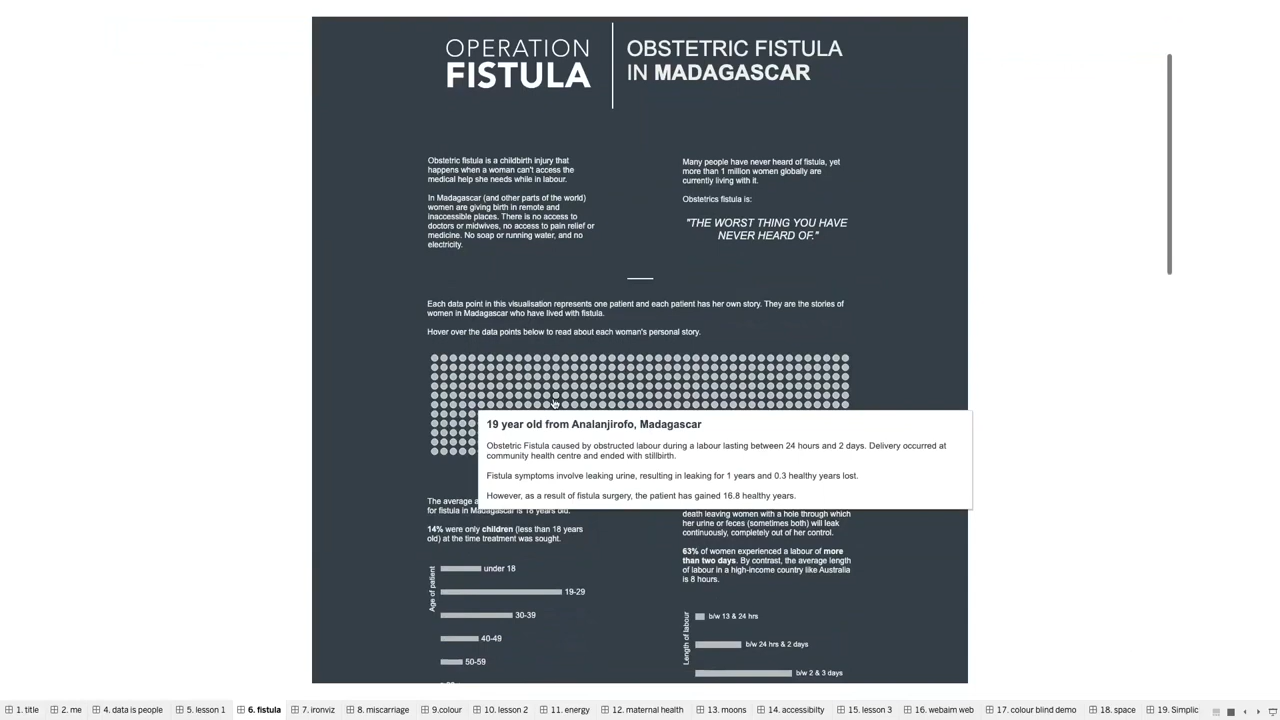 OPERATION
FISTULA
OBSTETRIC FISTULA
IN MADAGASCAR
Obstetric fistula is a childbirth injury that
happens when a woman can't access the
medical help she needs while in labour.
In Madagascar (and other parts of the world)
women are giving birth in remote and
inaccessible places. There is no access to
doctors or midwives, no access to pain relief or
medicine. No soap or running water, and no
electricity.
Many people have never heard of fistula, yet
more than 1 million women globally are
currently living with it.
Obstetrics fistula is:
"THE WORST THING YOU HAVE
NEVER HEARD OF."
Each data point in this visualisation represents one patient and each patient has her own story. They are the stories of
women in Madagascar who have lived with fistula.
Hover over the data points below to read about each woman's personal story.
19 year old from Analanjirofo, Madagascar
Obstetric Fistula caused by obstructed labour during a labour lasting between 24 hours and 2 days. Delivery occurred at
community health centre and ended with stillbirth.
Fistula symptoms involve leaking urine, resulting in leaking for 1 years and 0.3 healthy years lost.
However, as a result of fistula surgery, the patient has gained 16.8 healthy years.
The average a
for fistula in Madagascar is 18 years old.
14% were only children (less than 18 years
old) at the time treatment was sought.
Age of patient
under 18
19-29
30-39
40-49
50-59
death leaving women with a hole through which
her urine or feces (sometimes both) will leak
continuously, completely out of her control.
63% of women experienced a labour of more
than two days. By contrast, the average length
of labour in a high-income country like Australia
is 8 hours.
Length of labour
b/w 13 & 24 hrs
b/w 24 hrs & 2 days
b/w 2 & 3 days
1. title
2. me
4. data is people
5. lesson 1
6. fistula
7. ironviz
8. miscarriage
9.colour
10. lesson 2
11. energy
12. maternal health
13. moons
14. accessibilty
15. lesson 3
16. webaim web
17. colour blind demo
18. space
19. Simplic